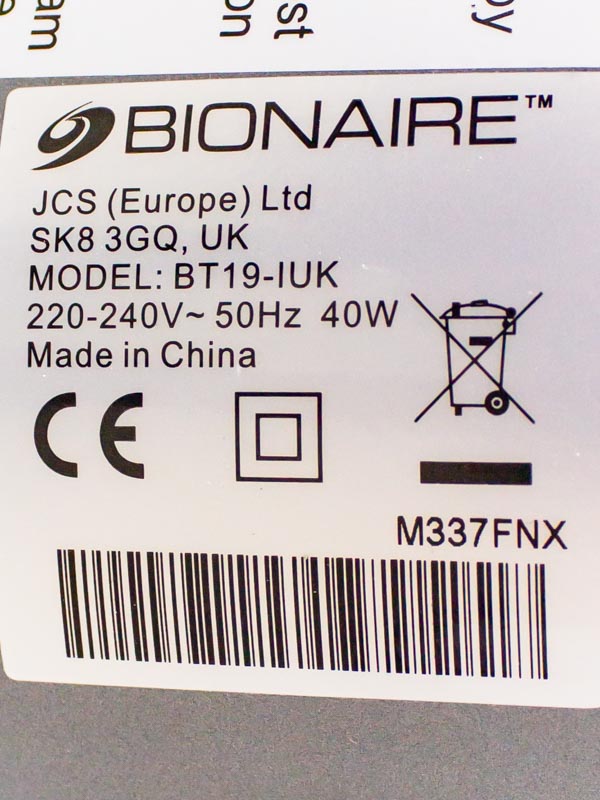 BIONAIRE™
JCS (Europe) Ltd
SK8 3GQ, UK
MODEL: BT19-IUK
220-240V~ 50Hz 40W
Made in China
CE
M337FNX